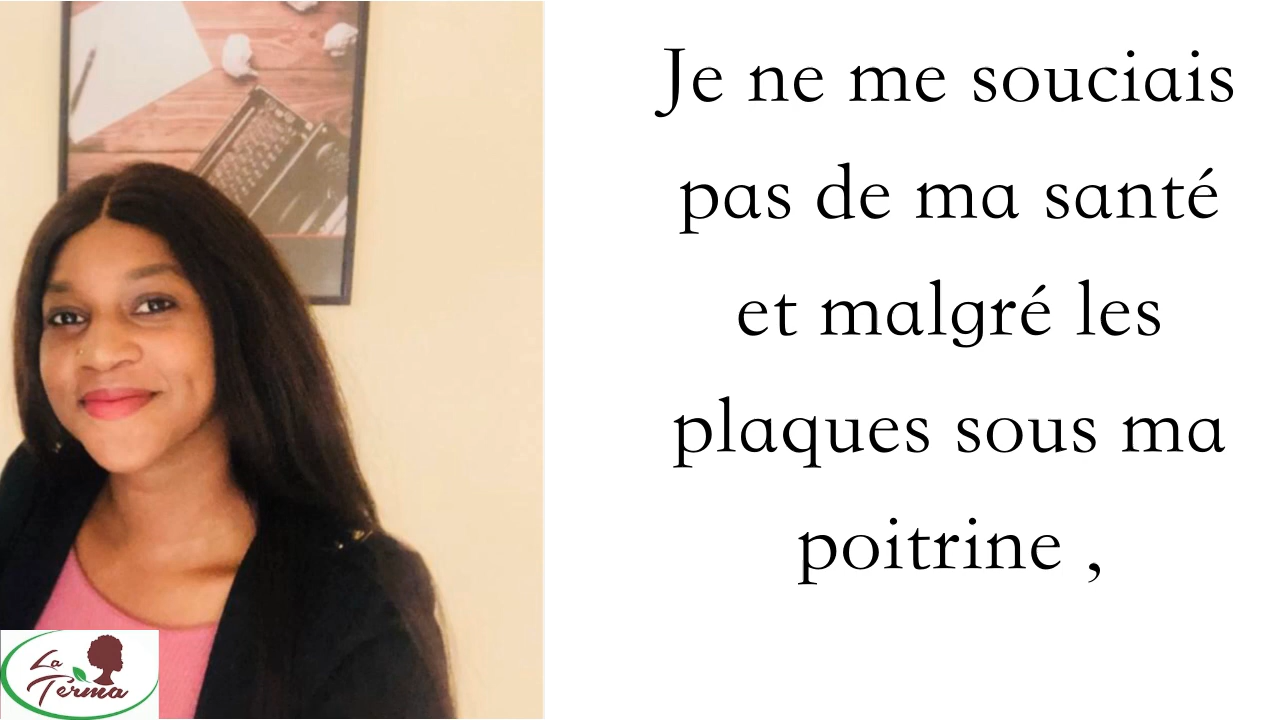 Je ne me souciais
pas de ma santé
et malgré les
plaques sous ma
poitrine ,
La
Terma